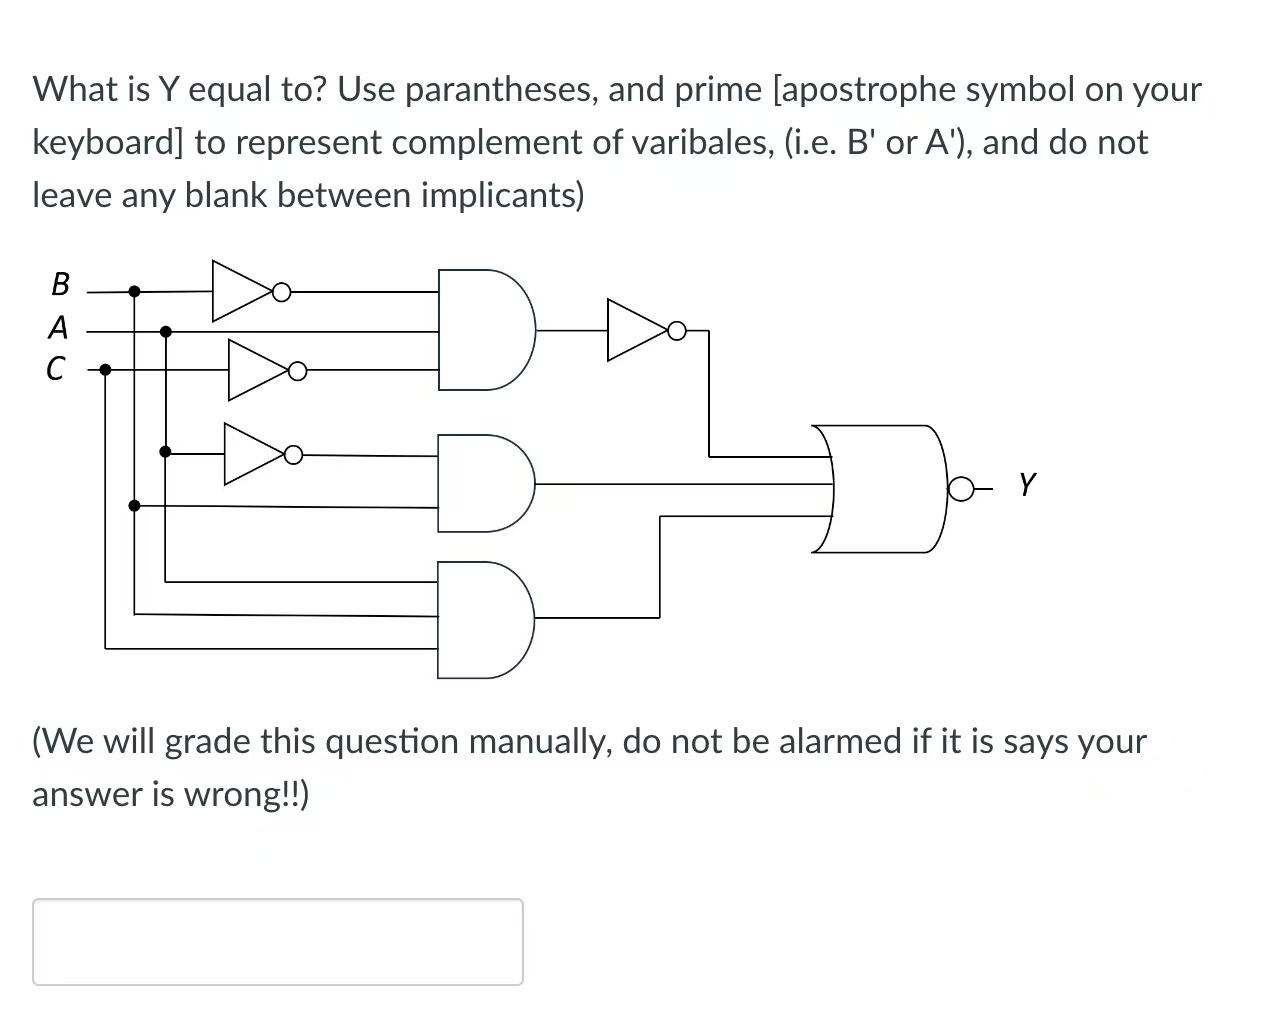 What is Y equal to? Use parantheses, and prime [apostrophe symbol on your
keyboard] to represent complement of varibales, (i.e. B' or A'), and do not
leave any blank between implicants)
B
A
C
Y
(We will grade this question manually, do not be alarmed if it is says your
answer is wrong!!)